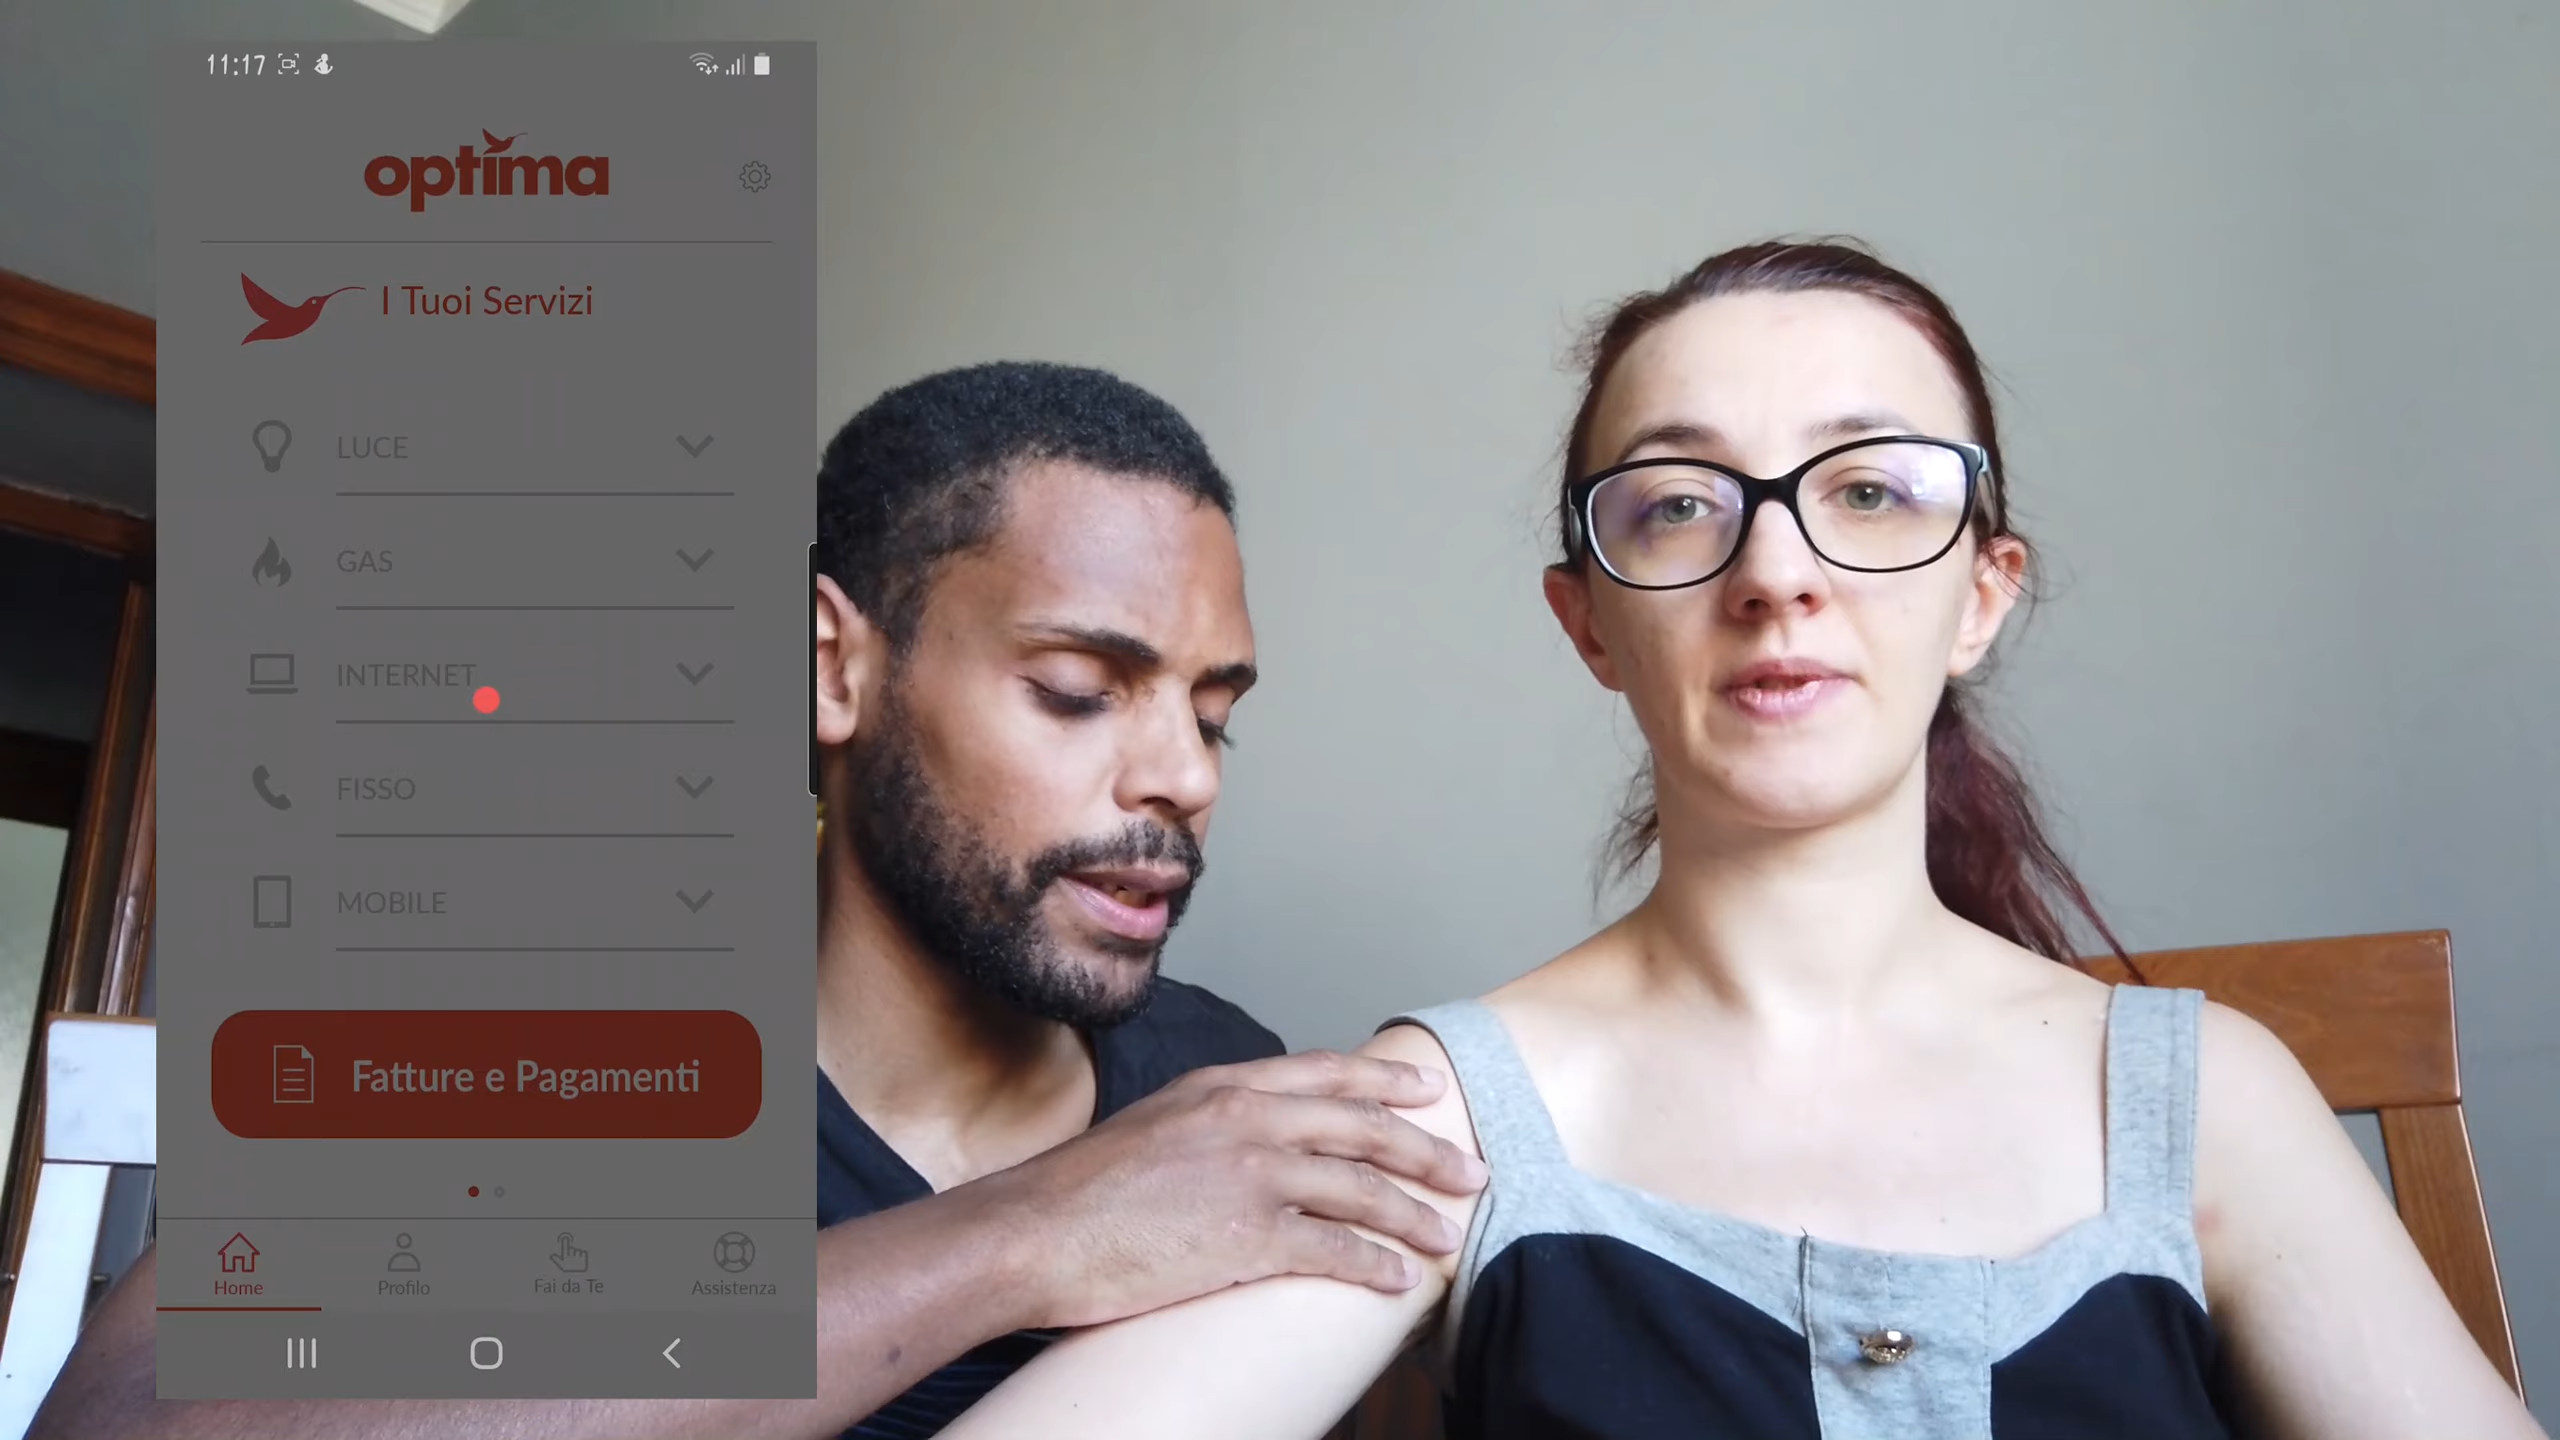 11:17
optima
I Tuoi Servizi
LUCE
GAS
INTERNET
FISSO
MOBILE
Fatture e Pagamenti
Home
Profilo
Fai da Te
Assistenza